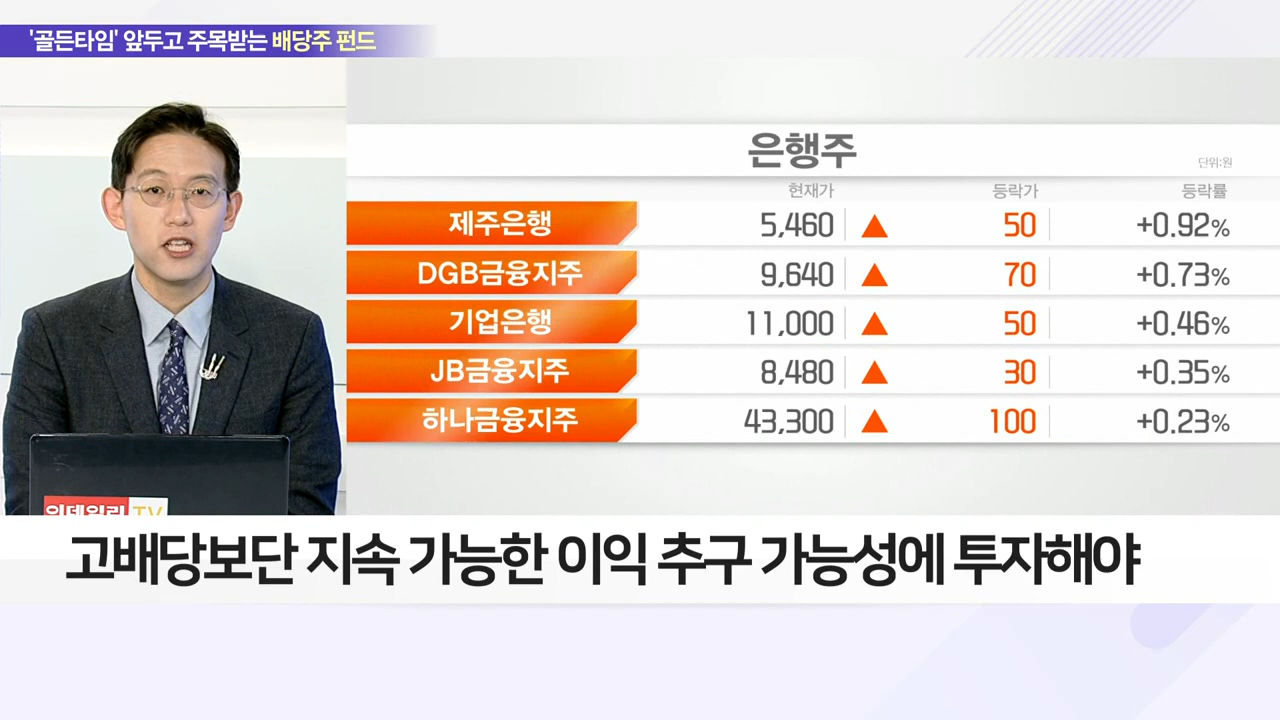 '골든타임' 앞두고 주목받는 배당주 펀드
은행주
단위:원
현재가 등락가 등락률
제주은행 5,460 ▲ 50 +0.92%
DGB금융지주 9,640 ▲ 70 +0.73%
기업은행 11,000 ▲ 50 +0.46%
JB금융지주 8,480 ▲ 30 +0.35%
하나금융지주 43,300 ▲ 100 +0.23%
이데일리 TV
고배당보단 지속 가능한 이익 추구 가능성에 투자해야